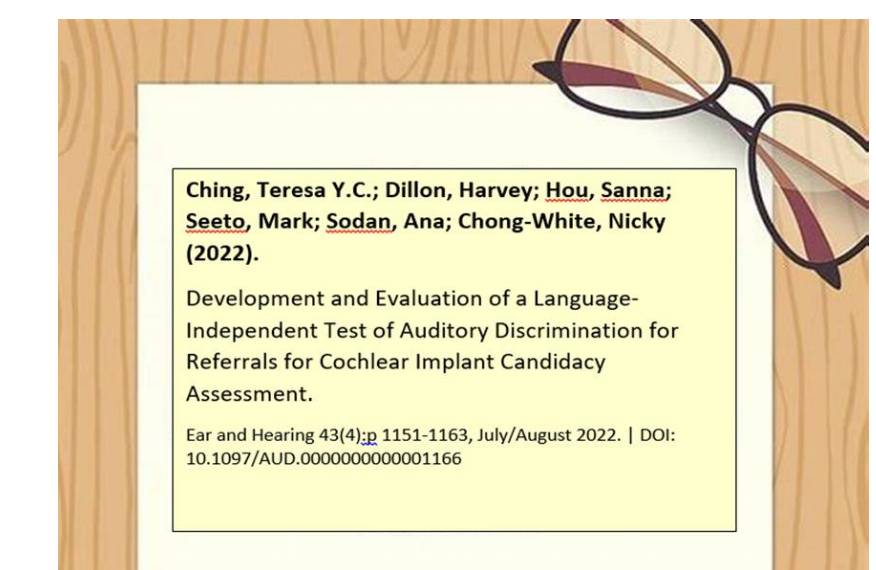 Ching, Teresa Y.C.; Dillon, Harvey; Hou, Sanna;
Seeto, Mark; Sodan, Ana; Chong-White, Nicky
(2022).
Development and Evaluation of a Language-
Independent Test of Auditory Discrimination for
Referrals for Cochlear Implant Candidacy
Assessment.
Ear and Hearing 43(4):p 1151-1163, July/August 2022. | DOI:
10.1097/AUD.0000000000001166